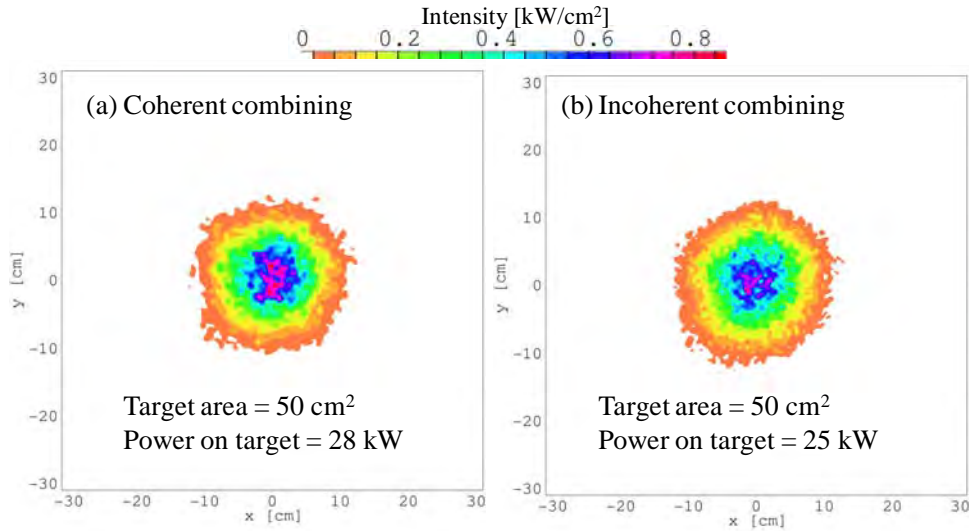 Intensity [kW/cm²]
0 0.2 0.4 0.6 0.8
(a) Coherent combining
(b) Incoherent combining
30
20
10
0
-10
-20
-30
y [cm]
Target area = 50 cm²
Power on target = 28 kW
-30 -20 -10 0 10 20 30
x [cm]
30
20
10
0
-10
-20
-30
y [cm]
Target area = 50 cm²
Power on target = 25 kW
-30 -20 -10 0 10 20 30
x [cm]